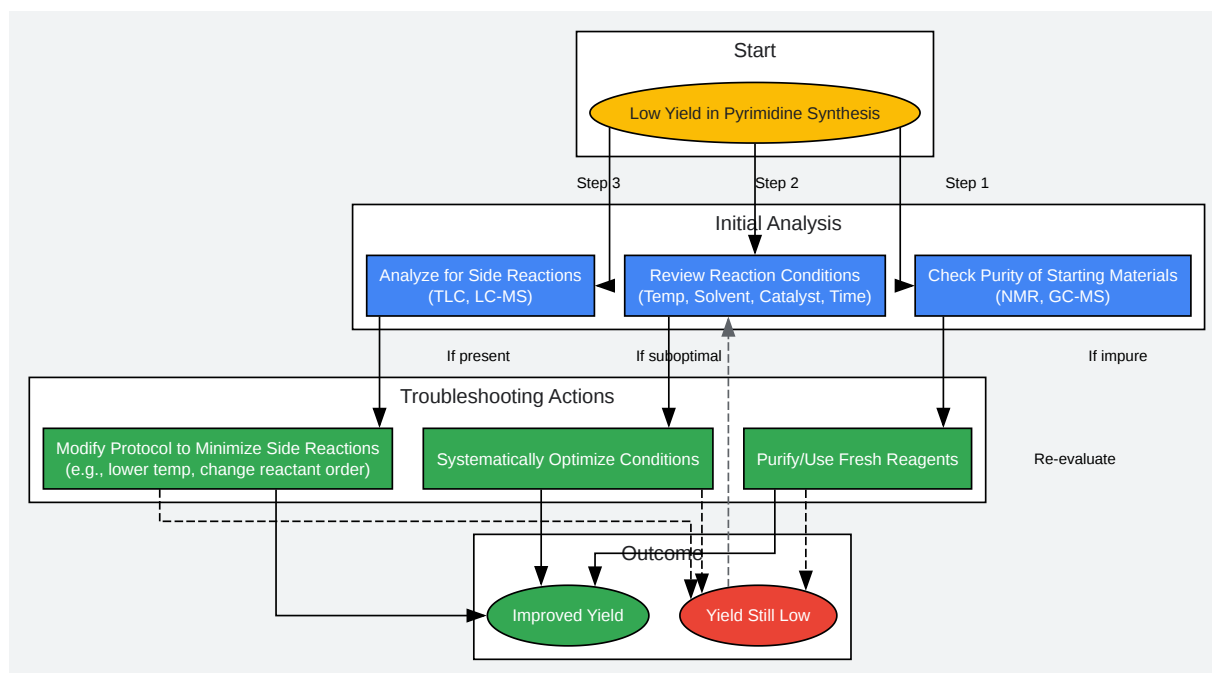 Start
Low Yield in Pyrimidine Synthesis
Step 3
Step 2
Step 1
Initial Analysis
Analyze for Side Reactions
(TLC, LC-MS)
Review Reaction Conditions
(Temp, Solvent, Catalyst, Time)
Check Purity of Starting Materials
(NMR, GC-MS)
If present
If suboptimal
If impure
Troubleshooting Actions
Modify Protocol to Minimize Side Reactions
(e.g., lower temp, change reactant order)
Systematically Optimize Conditions
Purify/Use Fresh Reagents
Re-evaluate
Outcome
Improved Yield
Yield Still Low